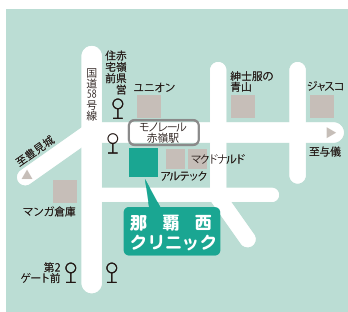 赤嶺県営
住宅前
国道58号線
ユニオン
紳士服の
青山
ジャスコ
モノレール
赤嶺駅
至豊見城
マクドナルド
至与儀
アルテック
マンガ倉庫
那覇西
クリニック
第2
ゲート前